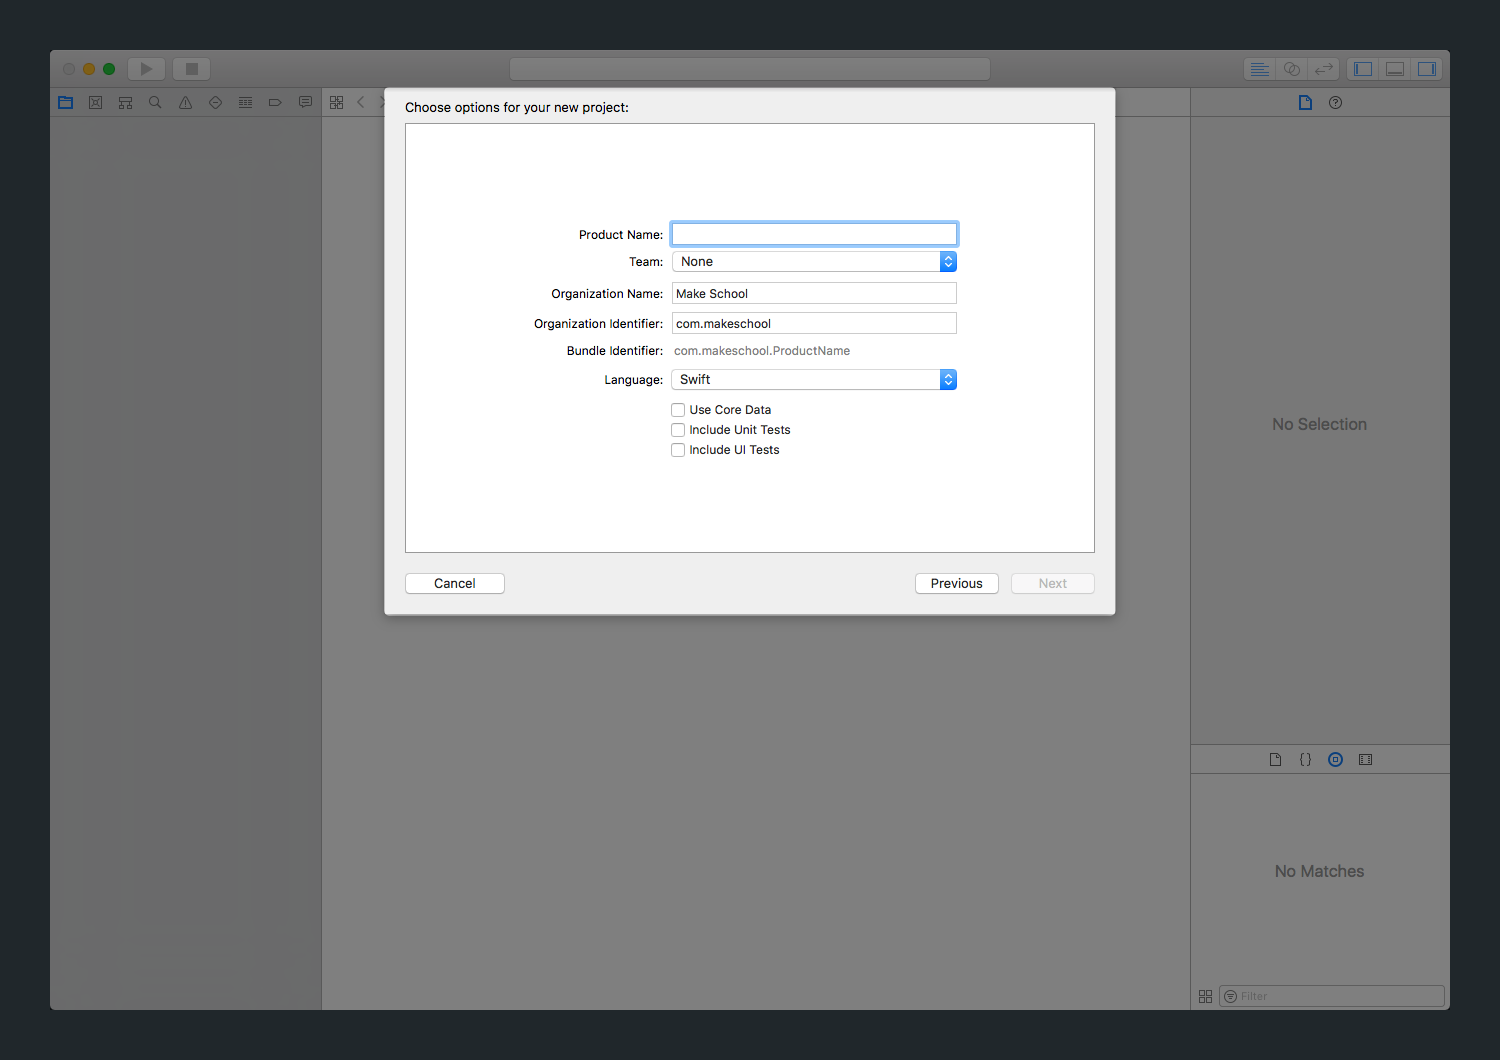 Choose options for your new project:
Product Name:
Team: None
Organization Name: Make School
Organization Identifier: com.makeschool
Bundle Identifier: com.makeschool.ProductName
Language: Swift
Use Core Data
Include Unit Tests
Include UI Tests
Cancel Previous Next
No Selection
No Matches
Filter